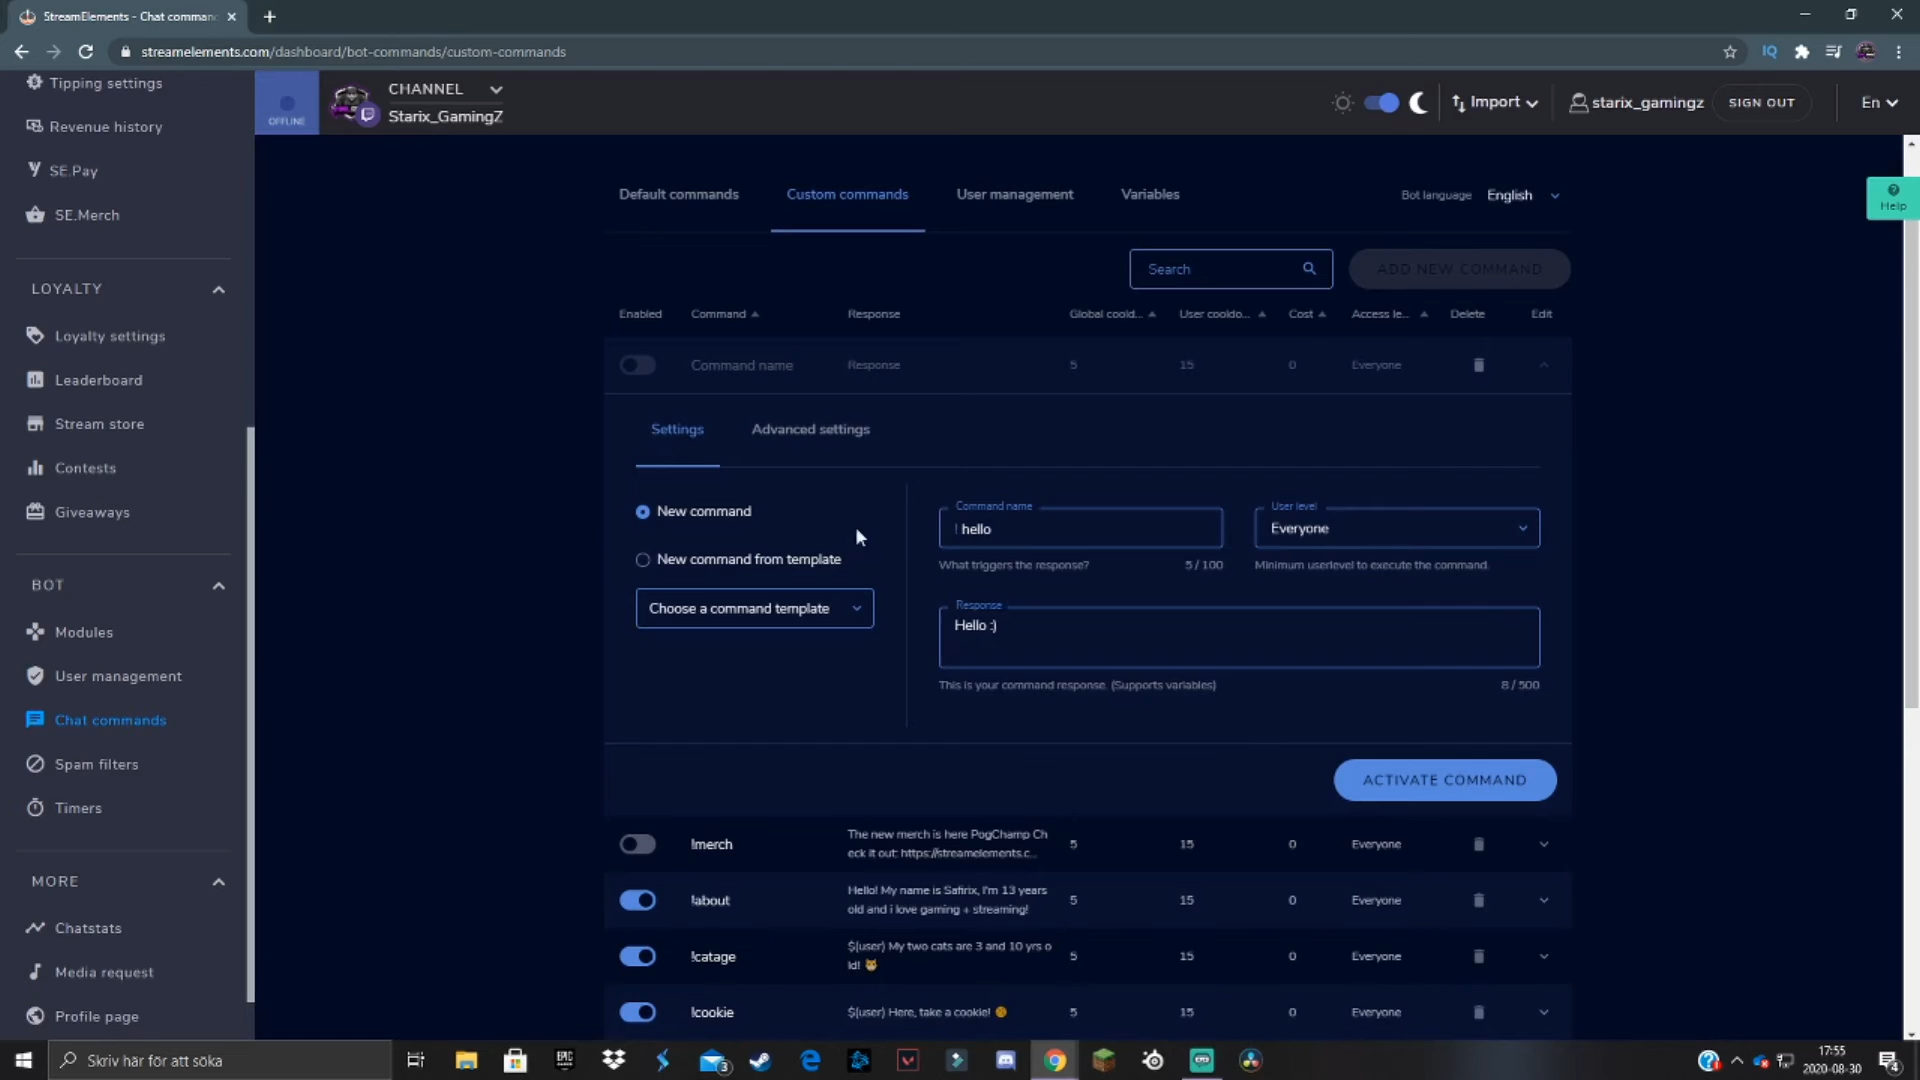 StreamElements - Chat comman
streamelements.com/dashboard/bot-commands/custom-commands
IQ
Tipping settings
Revenue history
SE.Pay
SE.Merch
LOYALTY
Loyalty settings
Leaderboard
Stream store
Contests
Giveaways
BOT
Modules
User management
Chat commands
Spam filters
Timers
MORE
Chatstats
Media request
Profile page
OFFLINE
CHANNEL
Starix_GamingZ
Import
starix_gamingz
SIGN OUT
En
Default commands
Custom commands
User management
Variables
Bot language
English
Help
Search
ADD NEW COMMAND
Enabled Command Response Global coold... User cooldo... Cost Access le... Delete Edit
Command name Response 5 15 0 Everyone
Settings
Advanced settings
New command
New command from template
Choose a command template
Command name
! hello
What triggers the response?
5 / 100
User level
Everyone
Minimum userlevel to execute the command.
Response
Hello :)
This is your command response. (Supports variables)
8 / 500
ACTIVATE COMMAND
!merch
The new merch is here PogChamp Ch
eck it out: https://streamelements.c...
5 15 0 Everyone
!about
Hello! My name is Safirix, I'm 13 years
old and i love gaming + streaming!
5 15 0 Everyone
!catage
$(user) My two cats are 3 and 10 yrs o
ld! 🐱
5 15 0 Everyone
!cookie
$(user) Here, take a cookie! 🍪
5 15 0 Everyone
Skriv här för att söka
3
17:55
2020-08-30
4